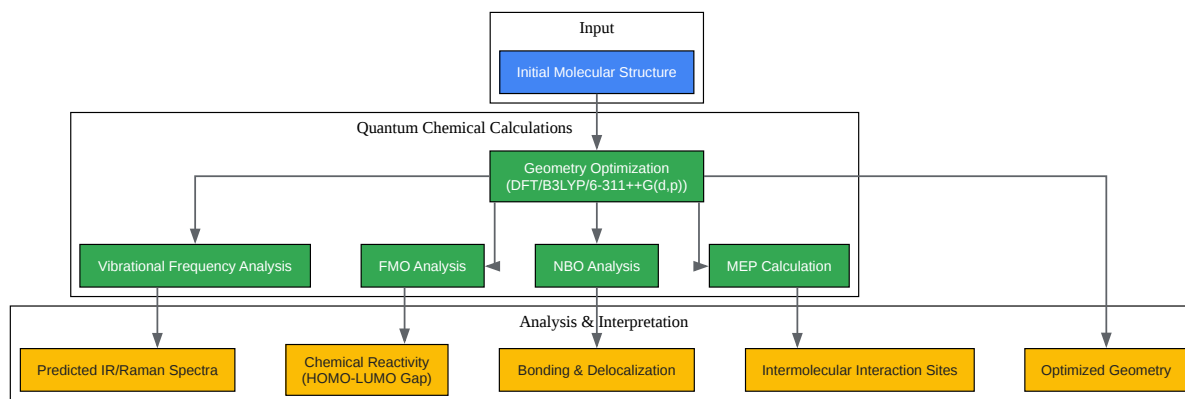 Input
Initial Molecular Structure
Quantum Chemical Calculations
Geometry Optimization
(DFT/B3LYP/6-311++G(d,p))
Vibrational Frequency Analysis
FMO Analysis
NBO Analysis
MEP Calculation
Analysis & Interpretation
Predicted IR/Raman Spectra
Chemical Reactivity
(HOMO-LUMO Gap)
Bonding & Delocalization
Intermolecular Interaction Sites
Optimized Geometry